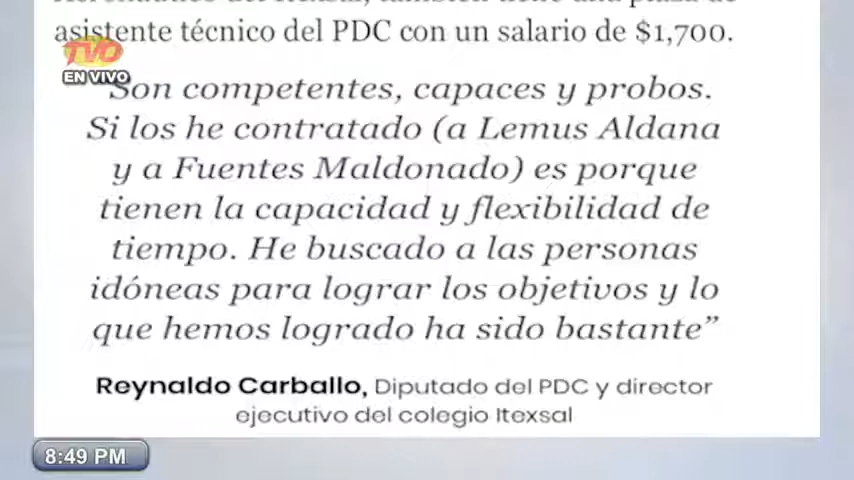 asistente técnico del PDC con un salario de $1,700.
TVO
EN VIVO
Son competentes, capaces y probos.
Si los he contratado (a Lemus Aldana
y a Fuentes Maldonado) es porque
tienen la capacidad y flexibilidad de
tiempo. He buscado a las personas
idóneas para lograr los objetivos y lo
que hemos logrado ha sido bastante”
Reynaldo Carballo, Diputado del PDC y director
ejecutivo del colegio Itexsal
8:49 PM